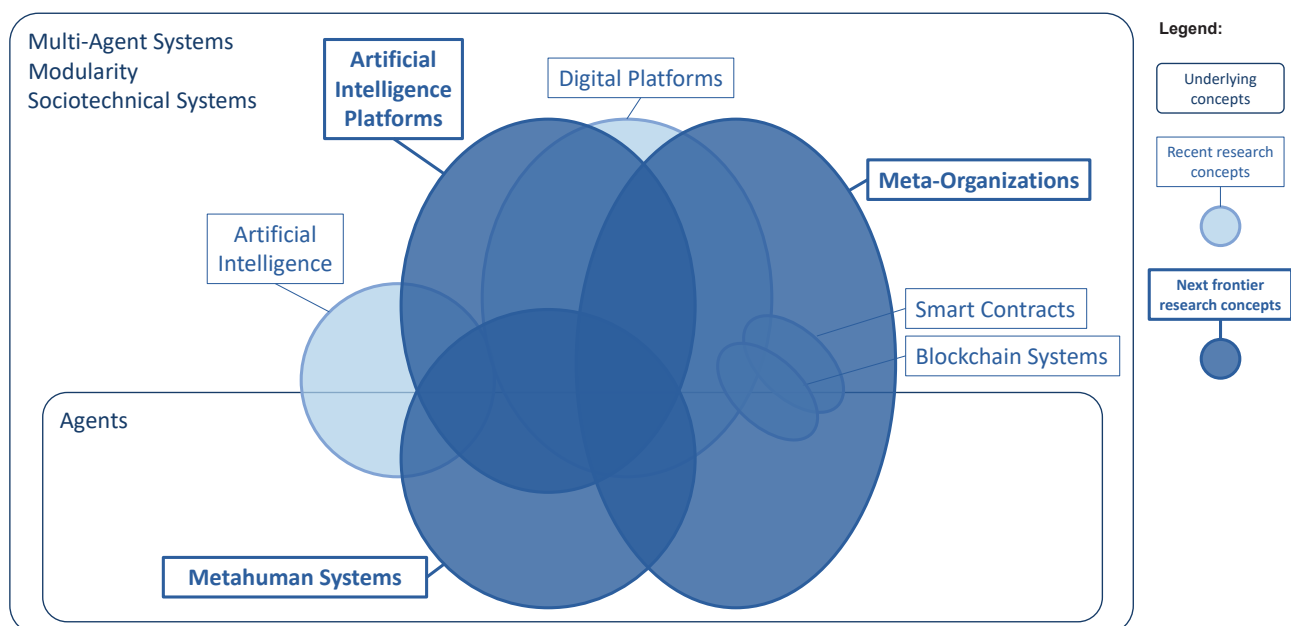 Multi-Agent Systems
Modularity
Sociotechnical Systems
Artificial
Intelligence
Platforms
Digital Platforms
Meta-Organizations
Artificial
Intelligence
Smart Contracts
Blockchain Systems
Agents
Metahuman Systems
Legend:
Underlying
concepts
Recent research
concepts
Next frontier
research concepts